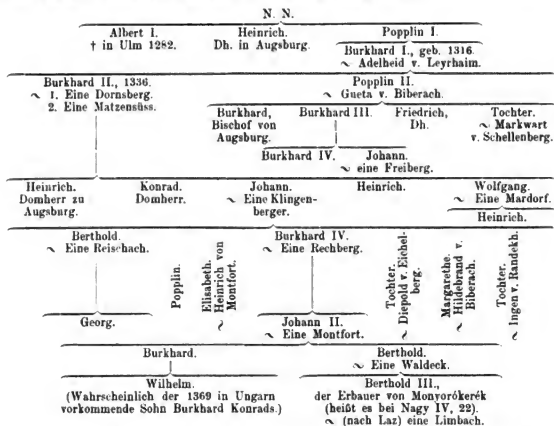 N. N.
Albert I. Heinrich. Popplin I.
† in Ulm 1282. Dh. in Augsburg. Burkhard I., geb. 1316.
~ Adelheid v. Leyrhaim.
Burkhard II., 1336. Popplin II.
~ 1. Eine Dornsberg. ~ Gueta v. Biberach.
2. Eine Matzensüss.
Burkhard, Bischof von Augsburg. Burkhard III. Friedrich, Dh. Tochter. ~ Markwart v. Schellenberg.
Burkhard IV. Johann.
~ eine Freiberg.
Heinrich. Konrad. Johann. Heinrich. Wolfgang.
Domherr zu Domherr. ~ Eine Klingen- ~ Eine Mardorf.
Augsburg. berger. Heinrich.
Berthold. Burkhard IV.
~ Eine Reischach. ~ Eine Rechberg.
Popplin.
Elisabeth.
~ Heinrich von
Montfort.
Tochter.
~ Diepold v. Eichel-
berg.
Margarethe.
~ Hildebrand v.
Biberach.
Tochter.
~ Ingen v. Randekh.
Georg. Johann II.
~ Eine Montfort.
Burkhard. Berthold.
~ Eine Waldeck.
Wilhelm. Berthold III.,
(Wahrscheinlich der 1369 in Ungarn der Erbauer von Monyorókerék
vorkommende Sohn Burkhard Konrads.) (heißt es bei Nagy IV, 22).
~ (nach Laz) eine Limbach.